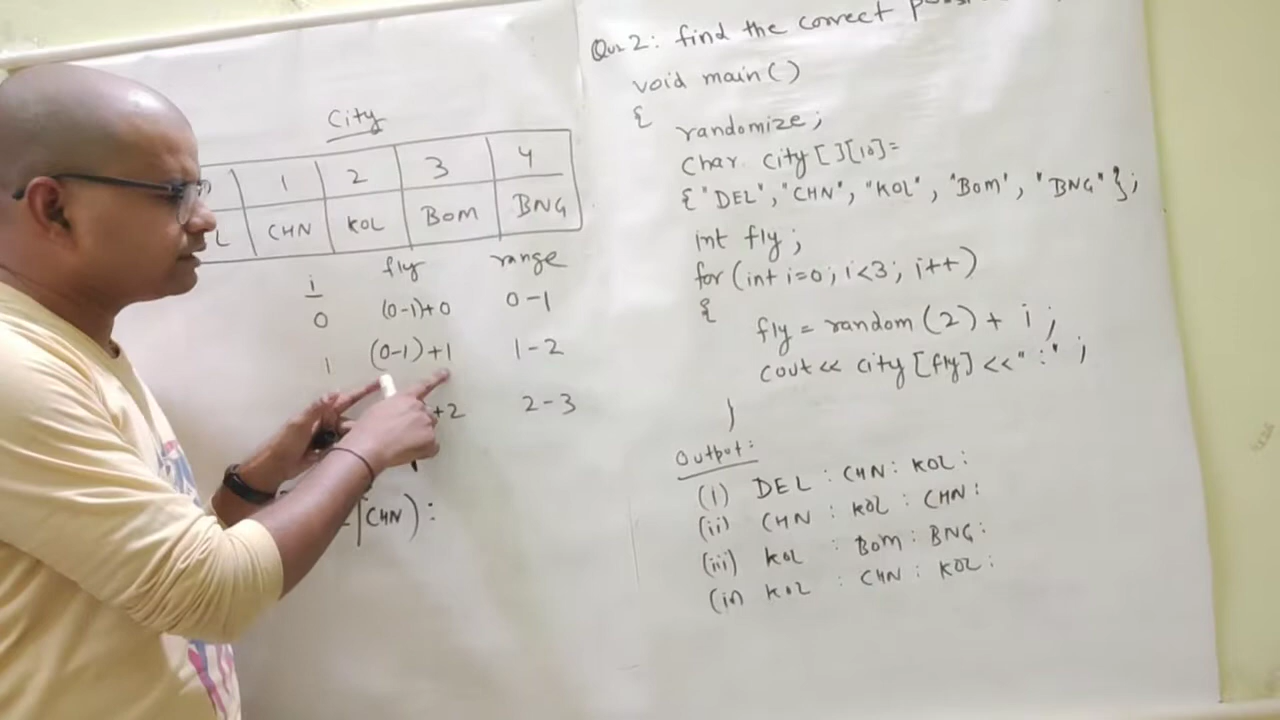 City
1 2 3 4
L CHN KOL BOM BNG
i fly range
0 (0-1)+0 0-1
1 (0-1)+1 1-2
+2 2-3
CHN):
Qus 2: find the correct
void main()
{
randomize;
char city[][10]=
{"DEL","CHN","KOL","BOM","BNG"};
int fly;
for(int i=0; i<3; i++)
{
fly = random(2) + i;
cout << city[fly] <<":";
}
Output:
(i) DEL : CHN : KOL :
(ii) CHN : KOL : CHN :
(iii) KOL : BOM : BNG :
(iv) KOL : CHN : KOL :